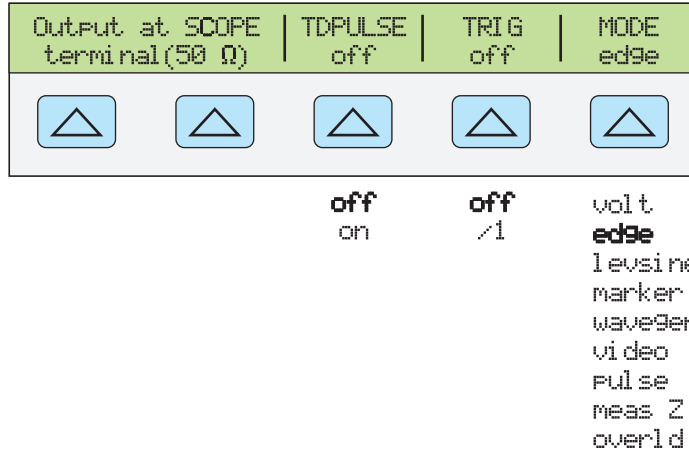 Output at SCOPE
terminal(50 Ω)
TDPULSE
off
TRIG
off
MODE
edge
off
on
off
/1
volt
edge
levsine
marker
wavegen
video
pulse
meas Z
overld